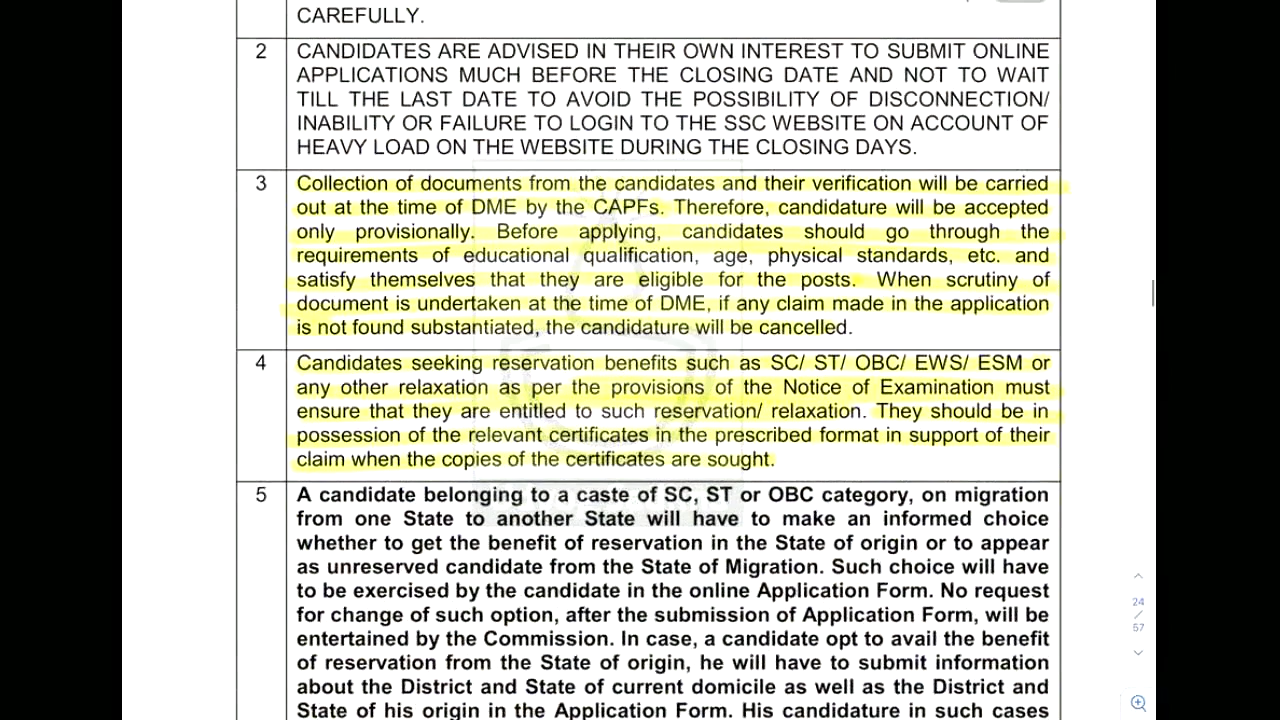 CAREFULLY.
2 CANDIDATES ARE ADVISED IN THEIR OWN INTEREST TO SUBMIT ONLINE
APPLICATIONS MUCH BEFORE THE CLOSING DATE AND NOT TO WAIT
TILL THE LAST DATE TO AVOID THE POSSIBILITY OF DISCONNECTION/
INABILITY OR FAILURE TO LOGIN TO THE SSC WEBSITE ON ACCOUNT OF
HEAVY LOAD ON THE WEBSITE DURING THE CLOSING DAYS.
3 Collection of documents from the candidates and their verification will be carried
out at the time of DME by the CAPFs. Therefore, candidature will be accepted
only provisionally. Before applying, candidates should go through the
requirements of educational qualification, age, physical standards, etc. and
satisfy themselves that they are eligible for the posts. When scrutiny of
document is undertaken at the time of DME, if any claim made in the application
is not found substantiated, the candidature will be cancelled.
4 Candidates seeking reservation benefits such as SC/ ST/ OBC/ EWS/ ESM or
any other relaxation as per the provisions of the Notice of Examination must
ensure that they are entitled to such reservation/ relaxation. They should be in
possession of the relevant certificates in the prescribed format in support of their
claim when the copies of the certificates are sought.
5 A candidate belonging to a caste of SC, ST or OBC category, on migration
from one State to another State will have to make an informed choice
whether to get the benefit of reservation in the State of origin or to appear
as unreserved candidate from the State of Migration. Such choice will have
to be exercised by the candidate in the online Application Form. No request
for change of such option, after the submission of Application Form, will be
entertained by the Commission. In case, a candidate opt to avail the benefit
of reservation from the State of origin, he will have to submit information
about the District and State of current domicile as well as the District and
State of his origin in the Application Form. His candidature in such cases
24
/
57